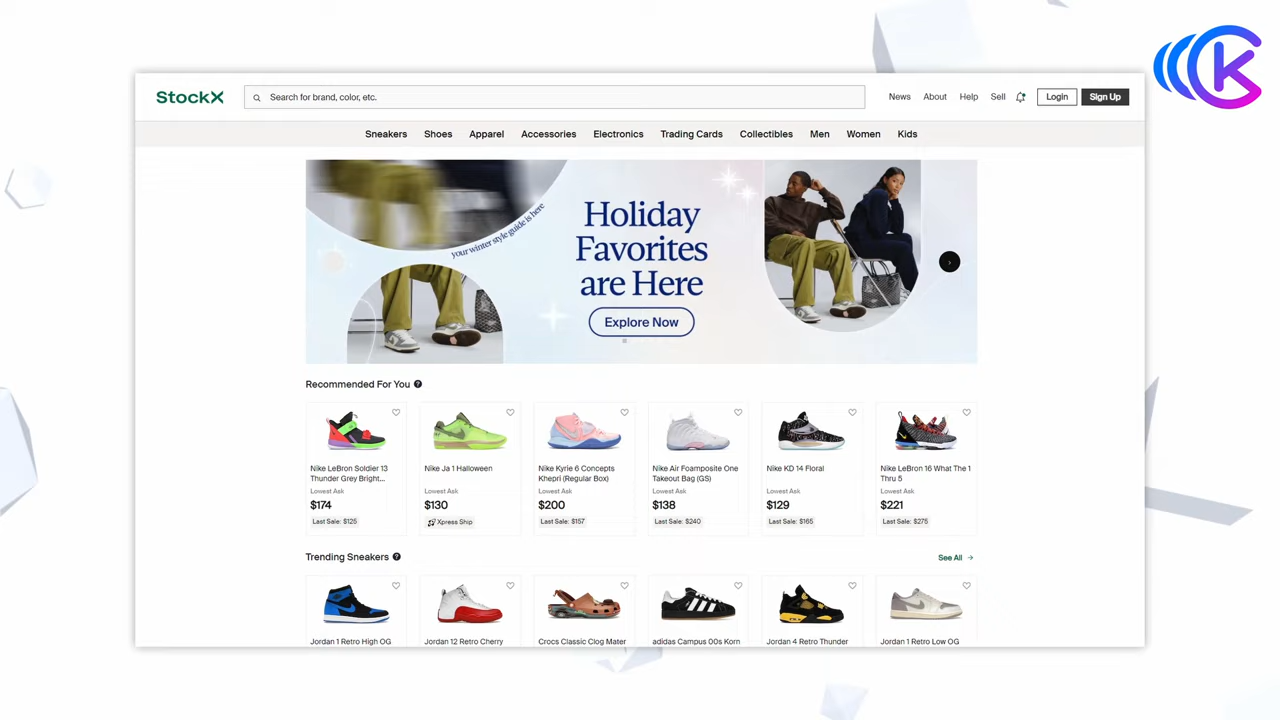 StockX
Search for brand, color, etc.
News About Help Sell Login Sign Up
Sneakers Shoes Apparel Accessories Electronics Trading Cards Collectibles Men Women Kids
your winter style guide is here
Holiday
Favorites
are Here
Explore Now
Recommended For You ?
Nike LeBron Soldier 13
Thunder Grey Bright...
Lowest Ask
$174
Last Sale: $125
Nike Ja 1 Halloween
Lowest Ask
$130
Xpress Ship
Nike Kyrie 6 Concepts
Khepri (Regular Box)
Lowest Ask
$200
Last Sale: $157
Nike Air Foamposite One
Takeout Bag (GS)
Lowest Ask
$138
Last Sale: $240
Nike KD 14 Floral
Lowest Ask
$129
Last Sale: $165
Nike LeBron 16 What The 1
Thru 5
Lowest Ask
$221
Last Sale: $275
Trending Sneakers ?
See All →
Jordan 1 Retro High OG
Jordan 12 Retro Cherry
Crocs Classic Clog Mater
adidas Campus 00s Korn
Jordan 4 Retro Thunder
Jordan 1 Retro Low OG
K